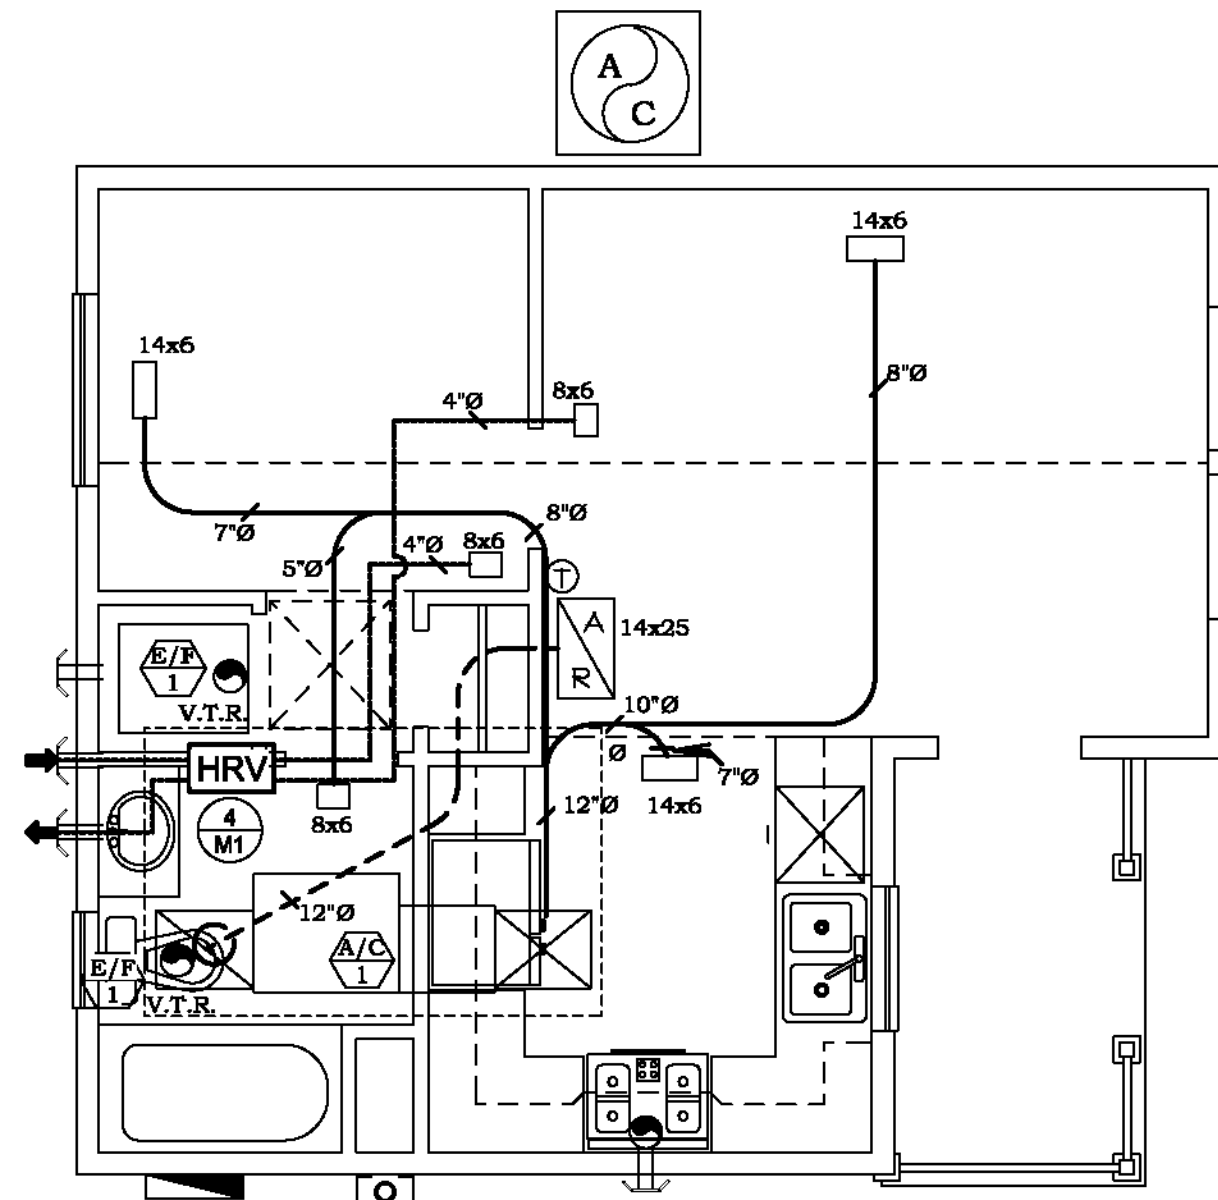 A
C
14x6
14x6
8"Ø
4"Ø
8x6
7"Ø
8"Ø
5"Ø
4"Ø
8x6
T
A
R
14x25
E/F
1
V.T.R.
10"Ø
Ø
7"Ø
HRV
14x6
12"Ø
8x6
4
M1
12"Ø
A/C
1
E/F
1
V.T.R.